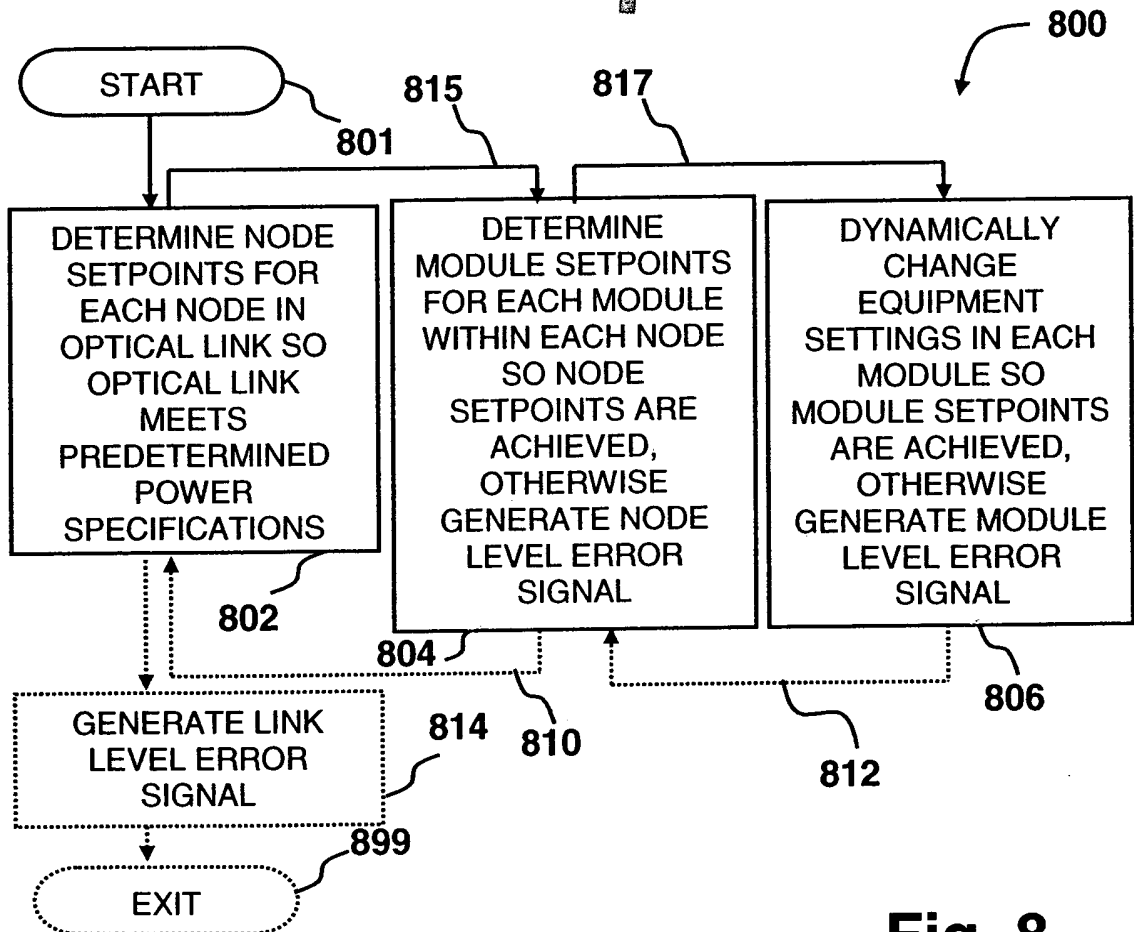 800
START
801
815
817
DETERMINE NODE
SETPOINTS FOR
EACH NODE IN
OPTICAL LINK SO
OPTICAL LINK
MEETS
PREDETERMINED
POWER
SPECIFICATIONS
802
DETERMINE
MODULE SETPOINTS
FOR EACH MODULE
WITHIN EACH NODE
SO NODE
SETPOINTS ARE
ACHIEVED,
OTHERWISE
GENERATE NODE
LEVEL ERROR
SIGNAL
804
DYNAMICALLY
CHANGE
EQUIPMENT
SETTINGS IN EACH
MODULE SO
MODULE SETPOINTS
ARE ACHIEVED,
OTHERWISE
GENERATE MODULE
LEVEL ERROR
SIGNAL
806
810
812
GENERATE LINK
LEVEL ERROR
SIGNAL
814
EXIT
899
Fig. 8